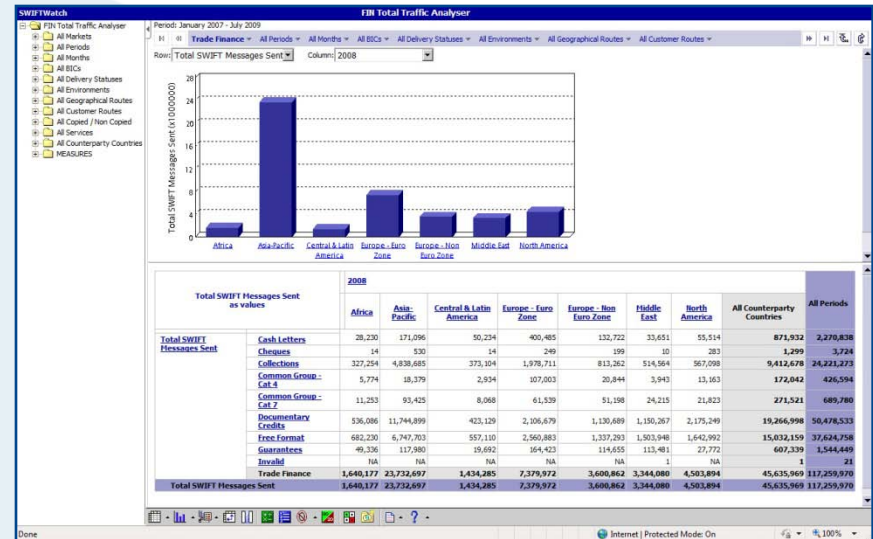 SWIFTWatch
FIN Total Traffic Analyser
FIN Total Traffic Analyser
All Markets
All Periods
All Months
All BICs
All Delivery Statuses
All Environments
All Geographical Routes
All Customer Routes
All Copied / Non Copied
All Services
All Counterparty Countries
MEASURES
Period: January 2007 - July 2009
Trade Finance All Periods All Months All BICs All Delivery Statuses All Environments All Geographical Routes All Customer Routes
Row: Total SWIFT Messages Sent Column: 2008
Total SWIFT Messages Sent (x1000000)
28
24
20
16
12
8
4
0
Africa Asia-Pacific Central & Latin America Europe - Euro Zone Europe - Non Euro Zone Middle East North America
Total SWIFT Messages Sent as values
2008
Africa Asia-Pacific Central & Latin America Europe - Euro Zone Europe - Non Euro Zone Middle East North America All Counterparty Countries All Periods
Total SWIFT Messages Sent
Cash Letters 28,230 171,096 50,234 400,485 132,722 33,651 55,514 871,932 2,270,838
Cheques 14 530 14 249 199 10 283 1,299 3,724
Collections 327,254 4,838,685 373,104 1,978,711 813,262 514,564 567,098 9,412,678 24,221,273
Common Group - Cat 4 5,774 18,379 2,934 107,003 20,844 3,943 13,163 172,042 426,594
Common Group - Cat 7 11,253 93,425 8,068 61,539 51,198 24,215 21,823 271,521 689,780
Documentary Credits 536,086 11,744,899 423,129 2,106,679 1,130,689 1,150,267 2,175,249 19,266,998 50,478,533
Free Format 682,230 6,747,703 557,110 2,560,883 1,337,293 1,503,948 1,642,992 15,032,159 37,624,758
Guarantees 49,336 117,980 19,692 164,423 114,655 113,481 27,772 607,339 1,544,449
Invalid NA NA NA NA NA 1 NA 1 21
Trade Finance 1,640,177 23,732,697 1,434,285 7,379,972 3,600,862 3,344,080 4,503,894 45,635,969 117,259,970
Total SWIFT Messages Sent 1,640,177 23,732,697 1,434,285 7,379,972 3,600,862 3,344,080 4,503,894 45,635,969 117,259,970
Done
Internet | Protected Mode: On
100%